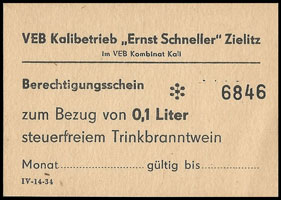 VEB Kalibetrieb „Ernst Schneller" Zielitz
im VEB Kombinat Kali
Berechtigungsschein * 6846
zum Bezug von 0,1 Liter
steuerfreiem Trinkbranntwein
Monat.................... gültig bis....................
IV-14-34